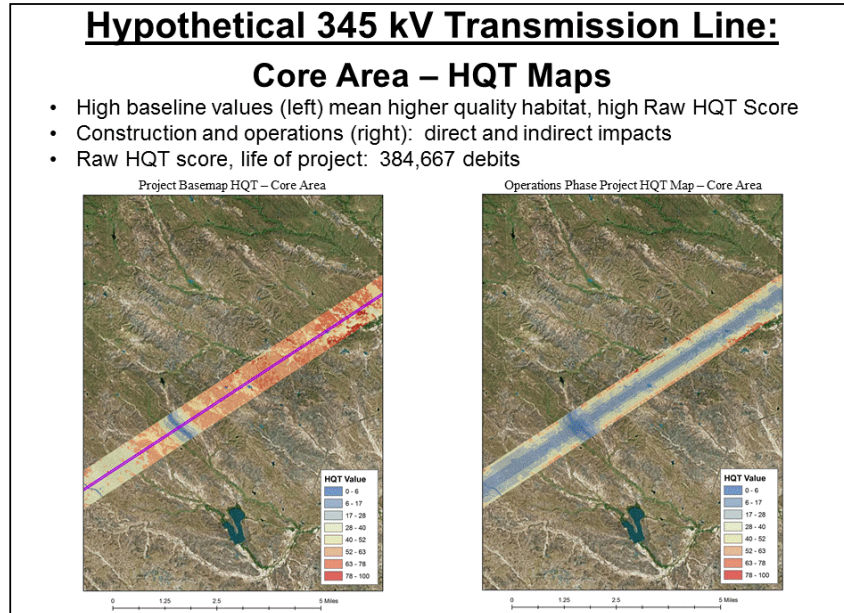 Hypothetical 345 kV Transmission Line:
Core Area – HQT Maps
• High baseline values (left) mean higher quality habitat, high Raw HQT Score
• Construction and operations (right): direct and indirect impacts
• Raw HQT score, life of project: 384,667 debits
Project Basemap HQT – Core Area
HQT Value
0 - 6
6 - 17
17 - 28
28 - 40
40 - 52
52 - 63
63 - 78
78 - 100
0 1.25 2.5 5 Miles
Operations Phase Project HQT Map – Core Area
HQT Value
0 - 6
6 - 17
17 - 28
28 - 40
40 - 52
52 - 63
63 - 78
78 - 100
0 1.25 2.5 5 Miles